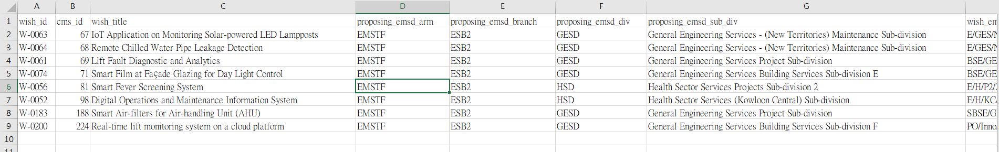 A B C D E F G
1 wish_id cms_id wish_title proposing_emsd_arm proposing_emsd_branch proposing_emsd_div proposing_emsd_sub_div wish_em
2 W-0063 67 IoT Application on Monitoring Solar-powered LED Lampposts EMSTF ESB2 GESD General Engineering Services - (New Territories) Maintenance Sub-division E/GES/N
3 W-0064 68 Remote Chilled Water Pipe Leakage Detection EMSTF ESB2 GESD General Engineering Services - (New Territories) Maintenance Sub-division E/GES/N
4 W-0061 69 Lift Fault Diagnostic and Analytics EMSTF ESB2 GESD General Engineering Services Project Sub-division BSE/GE
5 W-0074 71 Smart Film at Façade Glazing for Day Light Control EMSTF ESB2 GESD General Engineering Services Building Services Sub-division E BSE/GE
6 W-0056 81 Smart Fever Screening System EMSTF ESB2 HSD Health Sector Services Projects Sub-division 2 E/H/P2/
7 W-0052 98 Digital Operations and Maintenance Information System EMSTF ESB2 HSD Health Sector Services (Kowloon Central) Sub-division E/H/KC/
8 W-0183 188 Smart Air-filters for Air-handling Unit (AHU) EMSTF ESB2 GESD General Engineering Services Project Sub-division SBSE/G
9 W-0200 224 Real-time lift monitoring system on a cloud platform EMSTF ESB2 GESD General Engineering Services Building Services Sub-division F PO/Inno
10
11